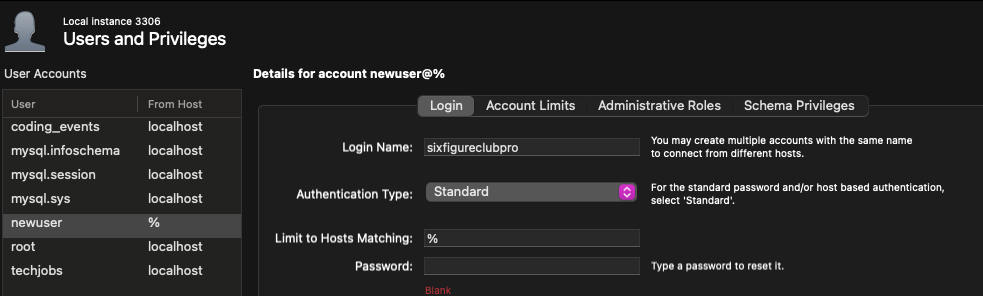 Local instance 3306
Users and Privileges
User Accounts
User From Host
coding_events localhost
mysql.infoschema localhost
mysql.session localhost
mysql.sys localhost
newuser %
root localhost
techjobs localhost
Details for account newuser@%
Login Account Limits Administrative Roles Schema Privileges
Login Name: sixfigureclubpro You may create multiple accounts with the same name
to connect from different hosts.
Authentication Type: Standard For the standard password and/or host based authentication,
select 'Standard'.
Limit to Hosts Matching: %
Password: Type a password to reset it.
Blank